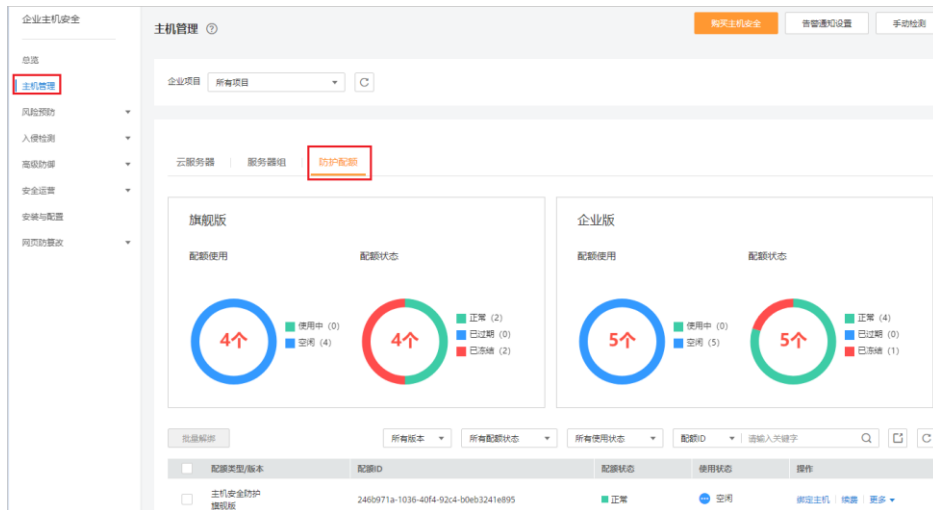 企业主机安全
总览
主机管理
风险预防
入侵检测
高级防御
安全运营
安装与配置
网页防篡改
主机管理 ?
购买主机安全 告警通知设置 手动检测
企业项目 所有项目
云服务器 服务器组 防护配额
旗舰版
配额使用 配额状态
4个
使用中 (0)
空闲 (4)
4个
正常 (2)
已过期 (0)
已冻结 (2)
企业版
配额使用 配额状态
5个
使用中 (0)
空闲 (5)
5个
正常 (4)
已过期 (0)
已冻结 (1)
批量解绑 所有版本 所有配额状态 所有使用状态 配额ID 请输入关键字
配额类型/版本 配额ID 配额状态 使用状态 操作
主机安全防护
旗舰版
246b971a-1036-40f4-92c4-b0eb3241e895 正常 空闲 绑定主机 续费 更多